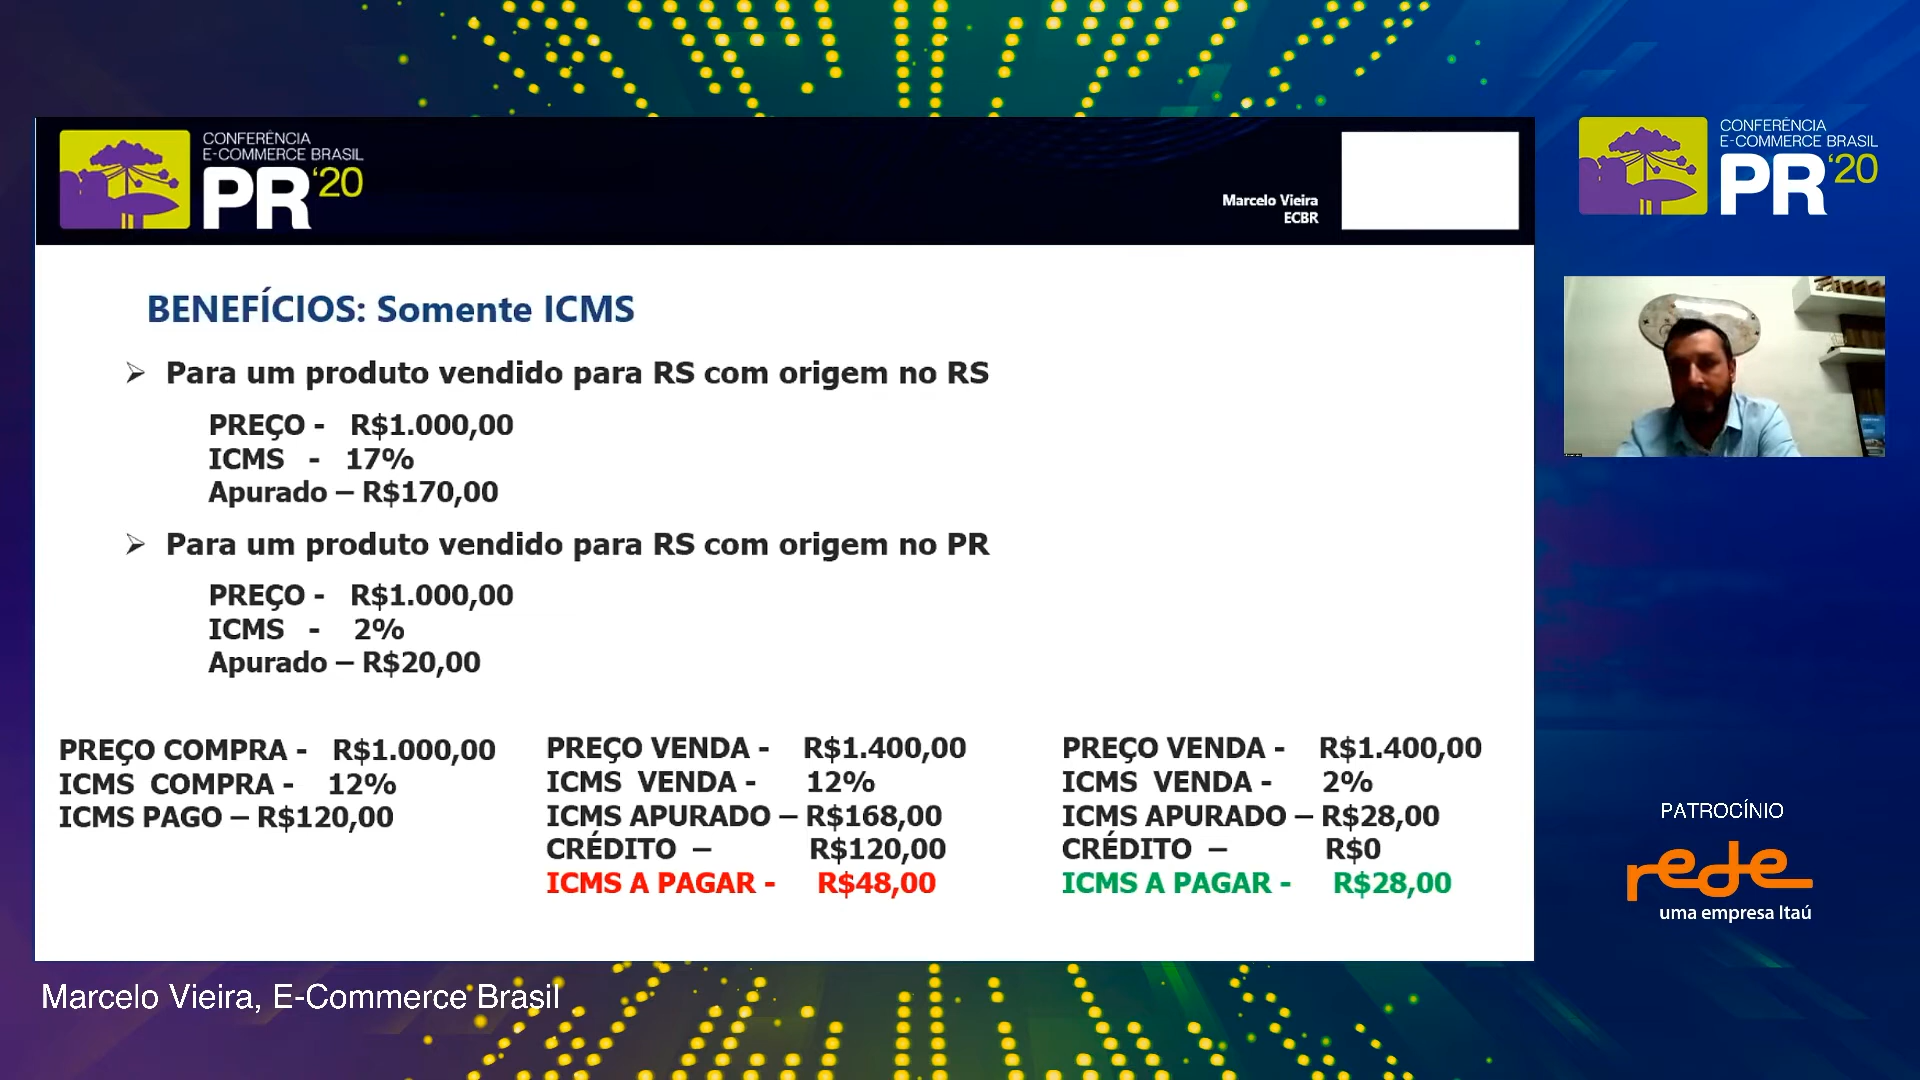 CONFERÊNCIA
E-COMMERCE BRASIL
PR'20
Marcelo Vieira
ECBR
CONFERÊNCIA
E-COMMERCE BRASIL
PR'20
BENEFÍCIOS: Somente ICMS
➢ Para um produto vendido para RS com origem no RS
PREÇO - R$1.000,00
ICMS - 17%
Apurado – R$170,00
➢ Para um produto vendido para RS com origem no PR
PREÇO - R$1.000,00
ICMS - 2%
Apurado – R$20,00
PREÇO COMPRA - R$1.000,00
ICMS COMPRA - 12%
ICMS PAGO – R$120,00
PREÇO VENDA - R$1.400,00
ICMS VENDA - 12%
ICMS APURADO – R$168,00
CRÉDITO – R$120,00
ICMS A PAGAR - R$48,00
PREÇO VENDA - R$1.400,00
ICMS VENDA - 2%
ICMS APURADO – R$28,00
CRÉDITO – R$0
ICMS A PAGAR - R$28,00
PATROCÍNIO
rede
uma empresa Itaú
Marcelo Vieira, E-Commerce Brasil